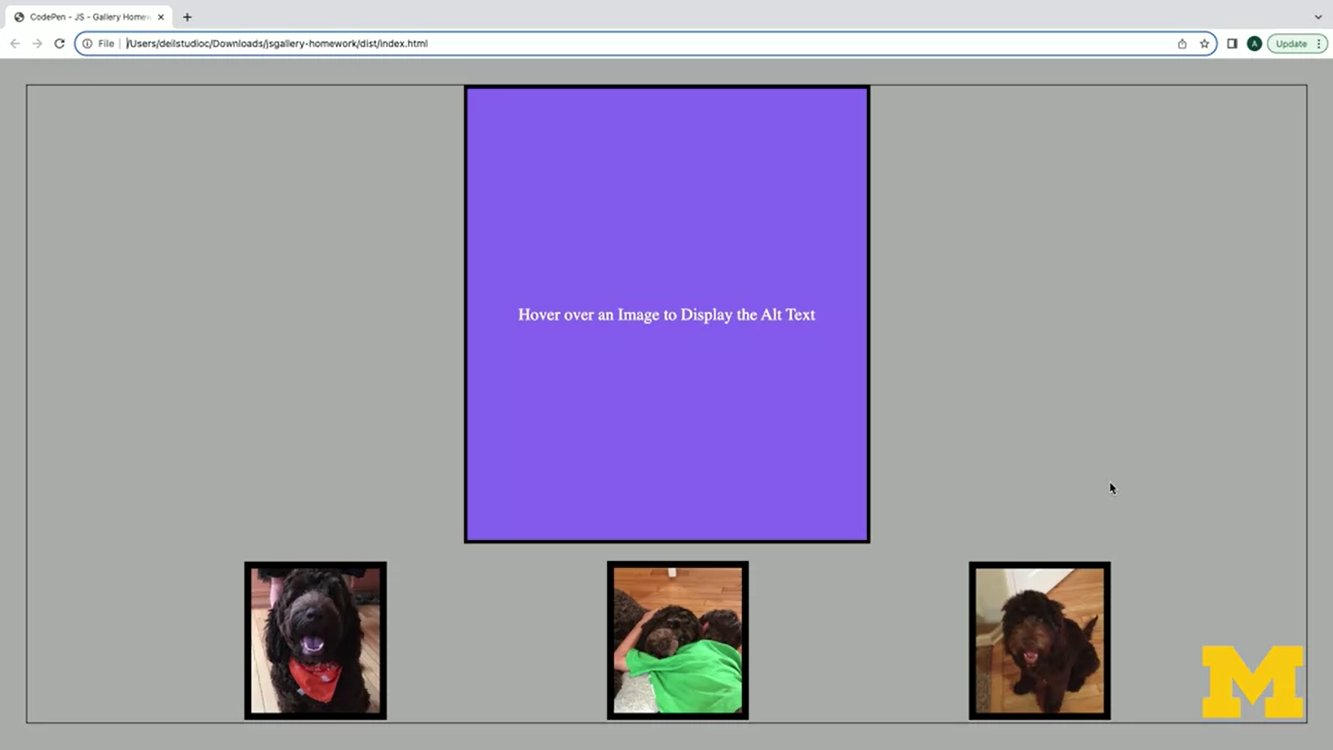 CodePen - JS - Gallery Homew
File
/Users/deilstudioc/Downloads/jsgallery-homework/dist/index.html
A
Update
Hover over an Image to Display the Alt Text
M